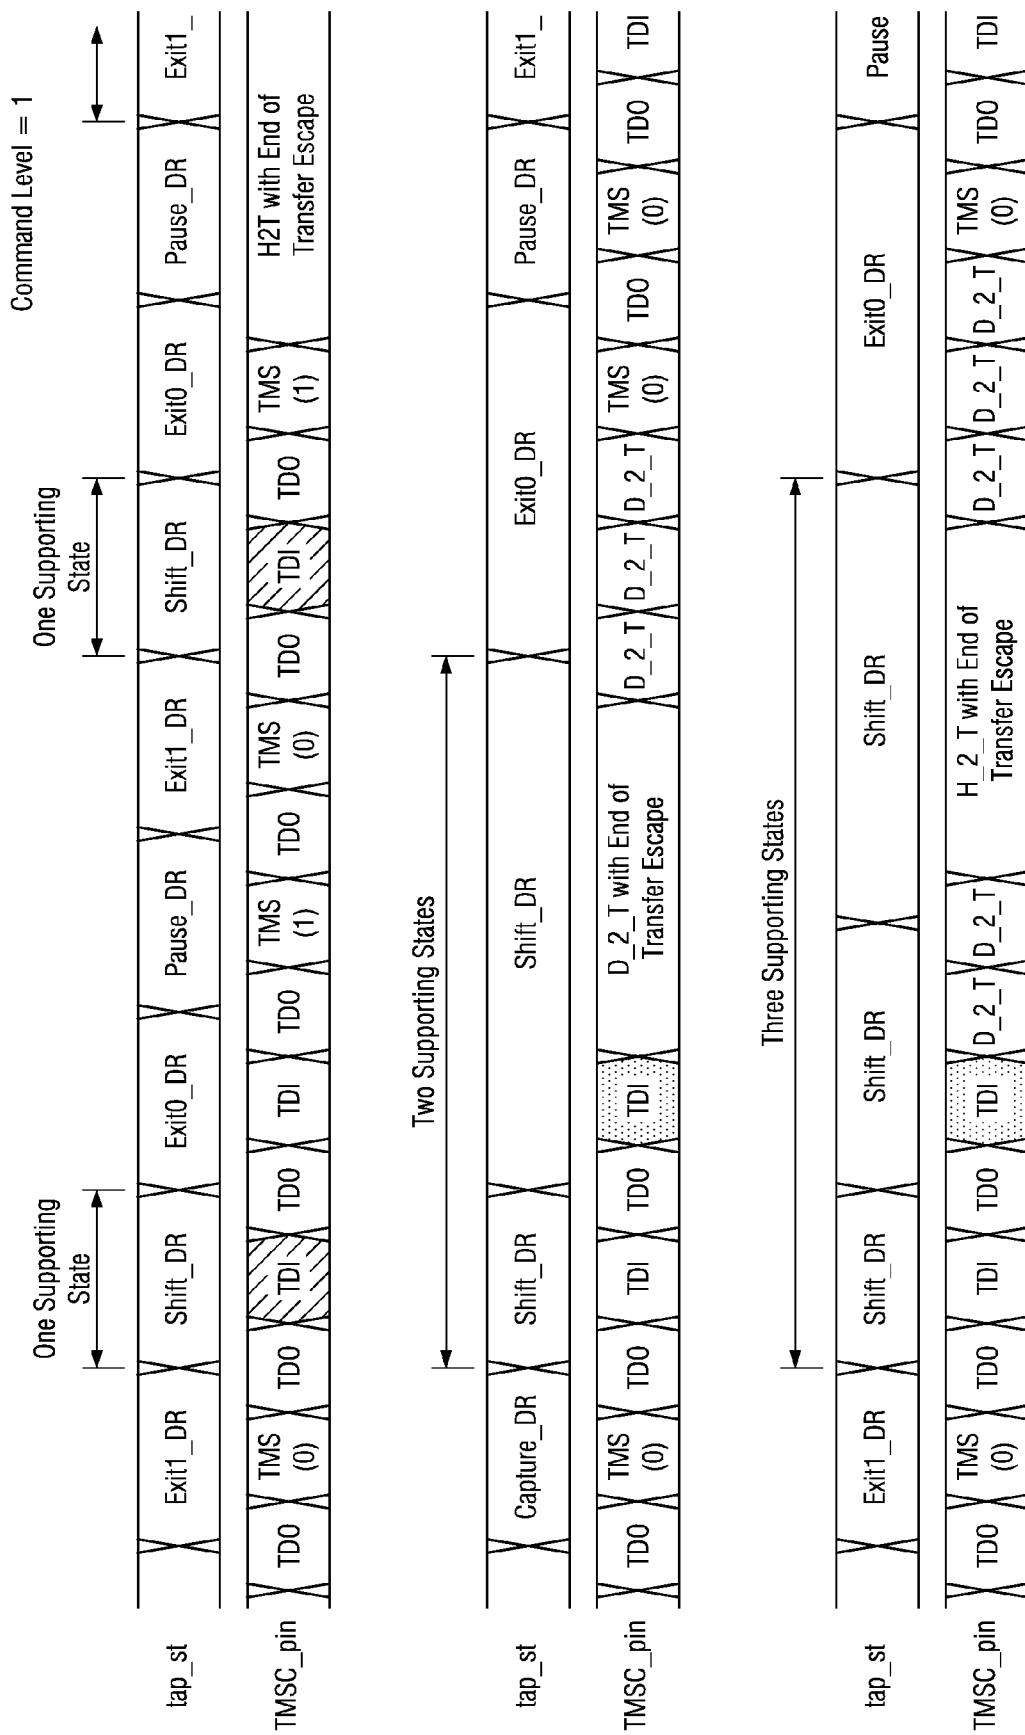 Command Level = 1
One Supporting
State
One Supporting
State
tap_st
Exit1_DR
Shift_DR
Exit0_DR
Pause_DR
Exit1_DR
Shift_DR
Exit0_DR
Pause_DR
Exit1_
TMSC_pin
TDO
TMS
(0)
TDO
TDI
TDO
TDI
TDO
TMS
(1)
TDO
TMS
(0)
TDO
TDI
TDO
TMS
(1)
H2T with End of
Transfer Escape
Two Supporting States
tap_st
Capture_DR
Shift_DR
Shift_DR
Exit0_DR
Pause_DR
Exit1_
TMSC_pin
TDO
TMS
(0)
TDO
TDI
TDO
TDI
D_2_T with End of
Transfer Escape
D_2_T
D_2_T
D_2_T
TMS
(0)
TDO
TMS
(0)
TDO
TDI
Three Supporting States
tap_st
Exit1_DR
Shift_DR
Shift_DR
Shift_DR
Exit0_DR
Pause
TMSC_pin
TDO
TMS
(0)
TDO
TDI
TDO
TDI
D_2_T
D_2_T
H_2_T with End of
Transfer Escape
D_2_T
D_2_T
D_2_T
TMS
(0)
TDO
TDI